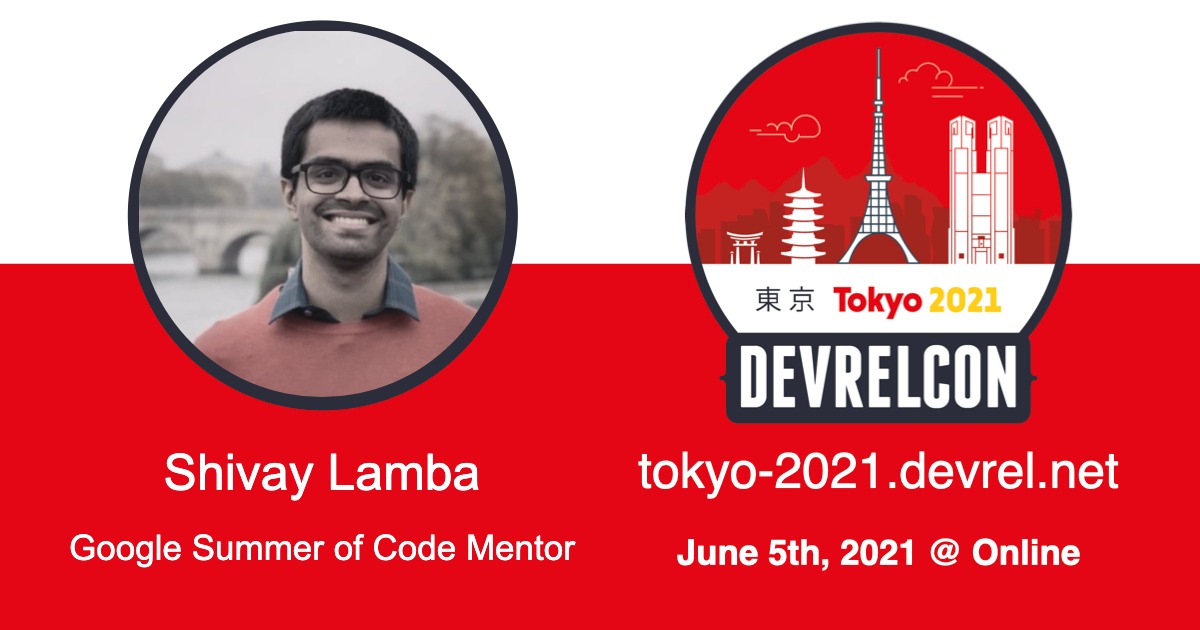 東京 Tokyo 2021
DEVRELCON
Shivay Lamba
Google Summer of Code Mentor
tokyo-2021.devrel.net
June 5th, 2021 @ Online